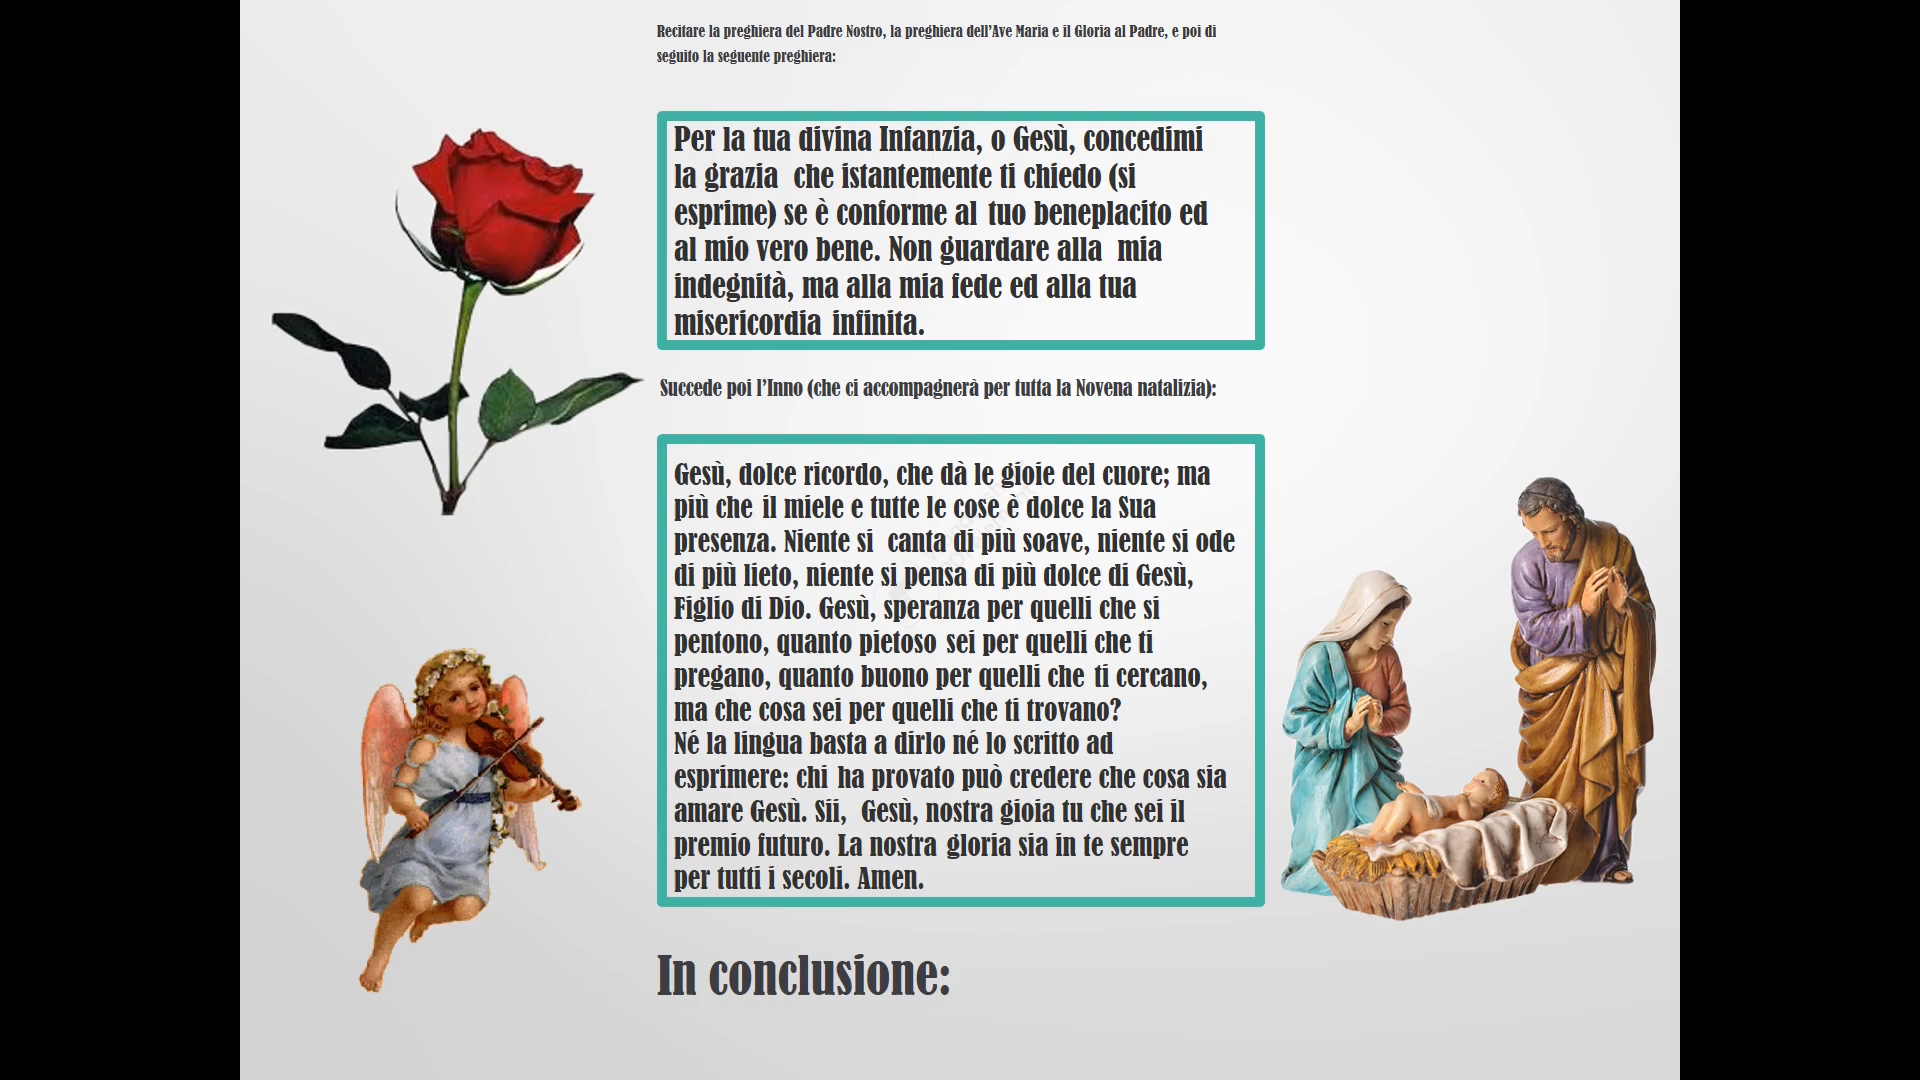 Recitare la preghiera del Padre Nostro, la preghiera dell'Ave Maria e il Gloria al Padre, e poi di
seguito la seguente preghiera:
Per la tua divina Infanzia, o Gesù, concedimi
la grazia che istantemente ti chiedo (si
esprime) se è conforme al tuo beneplacito ed
al mio vero bene. Non guardare alla mia
indegnità, ma alla mia fede ed alla tua
misericordia infinita.
Succede poi l'Inno (che ci accompagnerà per tutta la Novena natalizia):
Gesù, dolce ricordo, che dà le gioie del cuore; ma
più che il miele e tutte le cose è dolce la Sua
presenza. Niente si canta di più soave, niente si ode
di più lieto, niente si pensa di più dolce di Gesù,
Figlio di Dio. Gesù, speranza per quelli che si
pentono, quanto pietoso sei per quelli che ti
pregano, quanto buono per quelli che ti cercano,
ma che cosa sei per quelli che ti trovano?
Né la lingua basta a dirlo né lo scritto ad
esprimere: chi ha provato può credere che cosa sia
amare Gesù. Sii, Gesù, nostra gioia tu che sei il
premio futuro. La nostra gloria sia in te sempre
per tutti i secoli. Amen.
In conclusione: